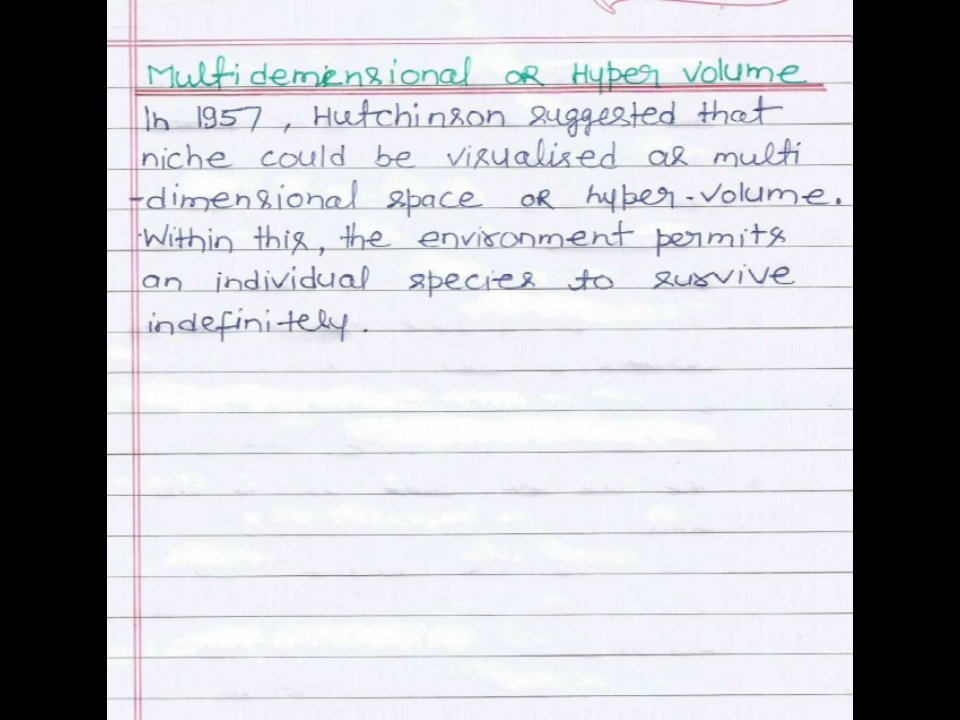 Multidemensional OR Hyper Volume
In 1957, Hutchinson suggested that
niche could be visualised as multi
-dimensional space OR hyper-volume.
Within this, the environment permits
an individual species to survive
indefinitely.